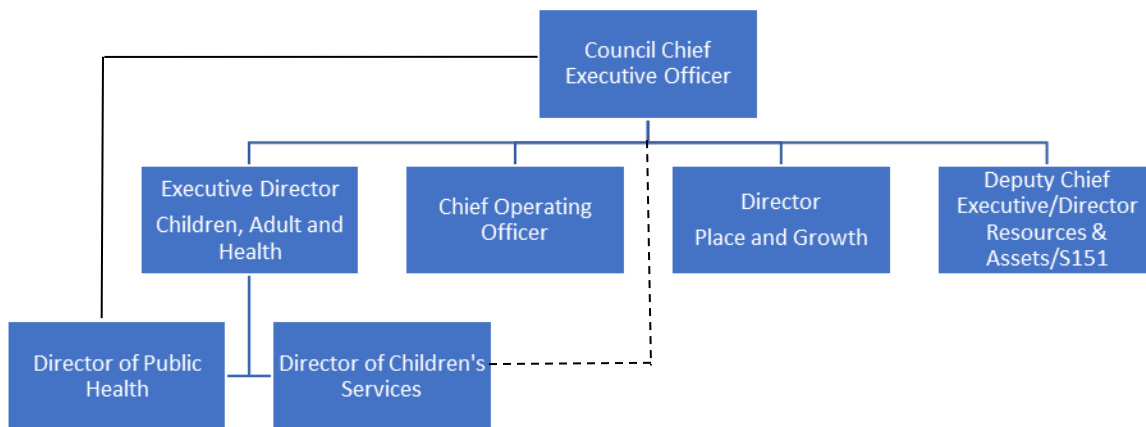 Council Chief
Executive Officer
Executive Director
Children, Adult and
Health
Chief Operating
Officer
Director
Place and Growth
Deputy Chief
Executive/Director
Resources &
Assets/S151
Director of Public
Health
Director of Children's
Services